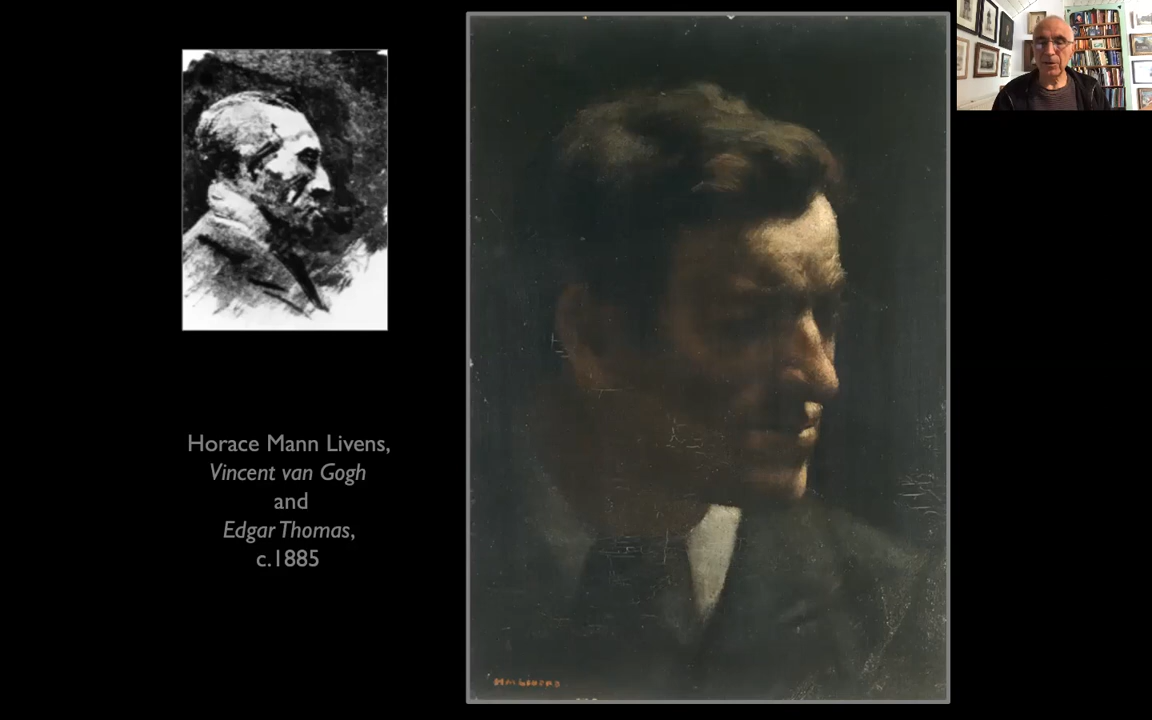 Horace Mann Livens,
Vincent van Gogh
and
Edgar Thomas,
c.1885